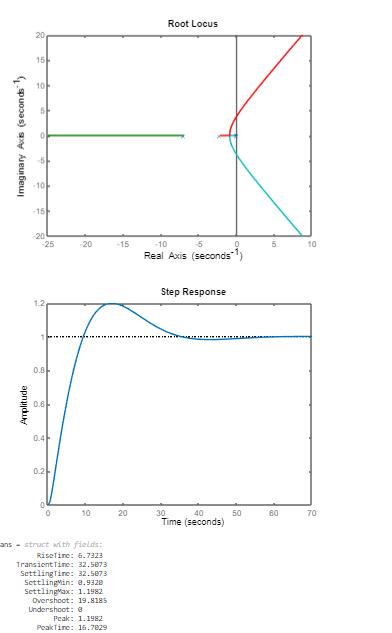 Root Locus
20
15
10
5
0
-5
-10
-15
-20
Imaginary Axis (seconds-1)
-25 -20 -15 -10 -5 0 5 10
Real Axis (seconds-1)
Step Response
1.2
1
0.8
0.6
0.4
0.2
0
Amplitude
0 10 20 30 40 50 60 70
Time (seconds)
ans = struct with fields:
RiseTime: 6.7323
TransientTime: 32.5073
SettlingTime: 32.5073
SettlingMin: 0.9320
SettlingMax: 1.1982
Overshoot: 19.8185
Undershoot: 0
Peak: 1.1982
PeakTime: 16.7029